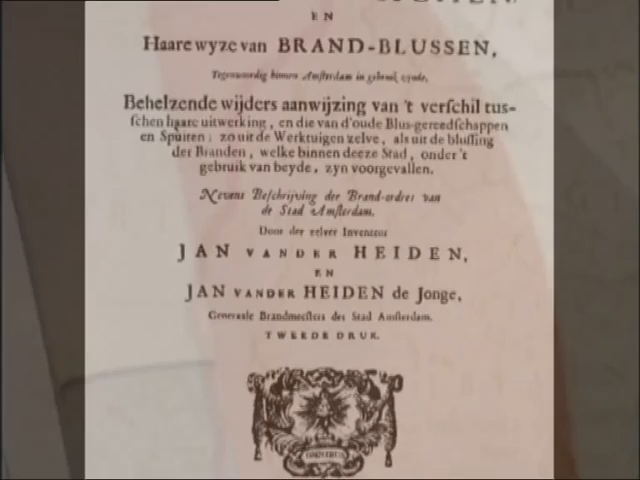 EN
Haare wyze van BRAND-BLUSSEN,
Tegenwoordig binnen Amsterdam in gebruik zynde.
Behelzende wijders aanwijzing van 't verschil tus-
schen haare uitwerking, en die van d'oude Blus-gereedschappen
en Spuiten; zo uit de Werktuigen zelve, als uit de blussing
der Branden, welke binnen deeze Stad, onder 't
gebruik van beyde, zyn voorgevallen.
Nevens Beschrijving der Brand-ordres van
de Stad Amsterdam.
Door der zelver Inventeur
JAN VANDER HEIDEN,
EN
JAN VANDER HEIDEN de Jonge,
Generaale Brandmeesters der Stad Amsterdam.
TWEEDE DRUK.